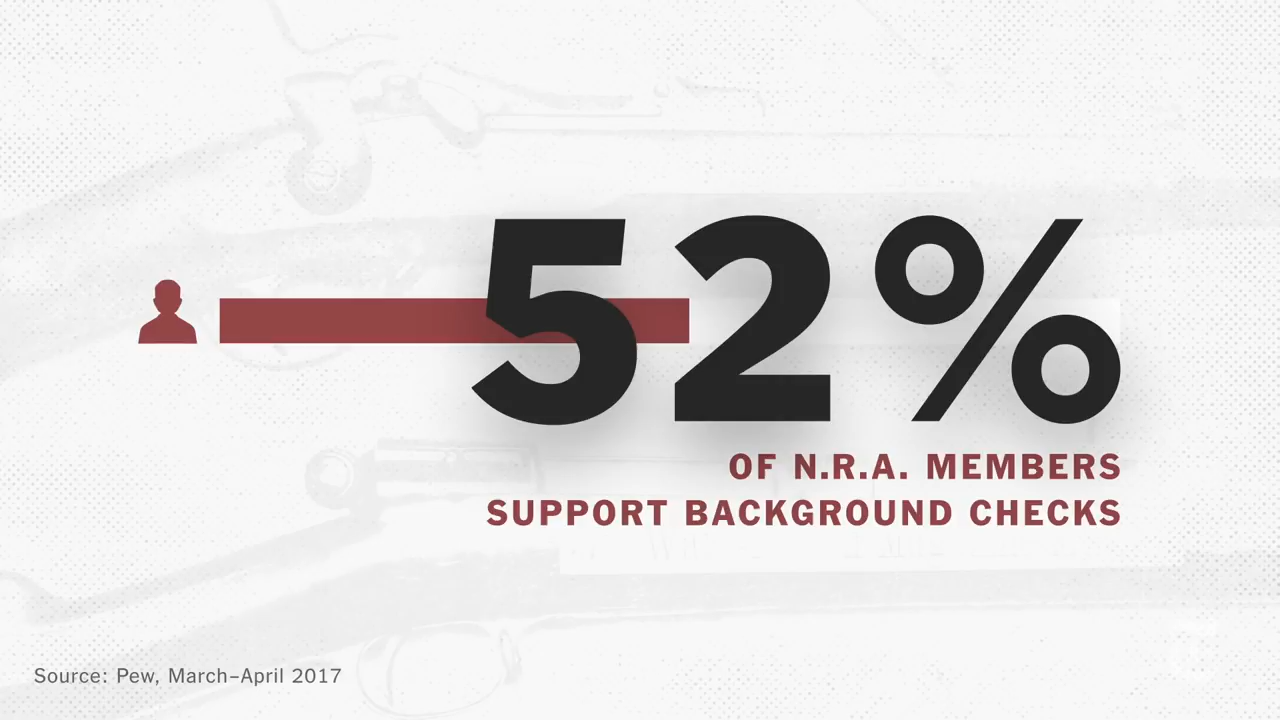 52%
OF N.R.A. MEMBERS
SUPPORT BACKGROUND CHECKS
Source: Pew, March–April 2017